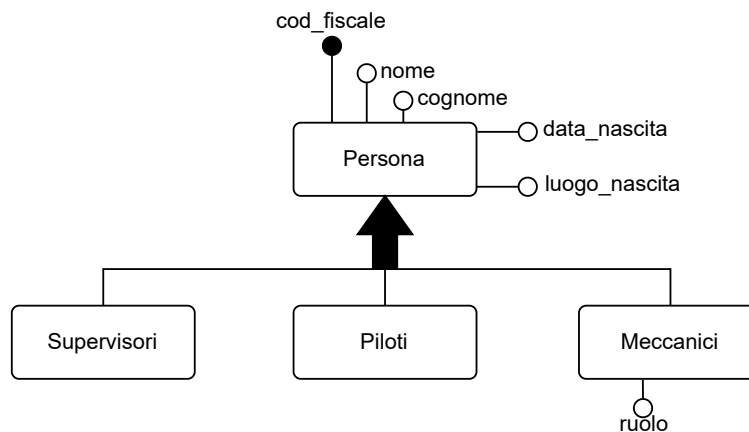 cod_fiscale
nome
cognome
data_nascita
Persona
luogo_nascita
Supervisori
Piloti
Meccanici
ruolo